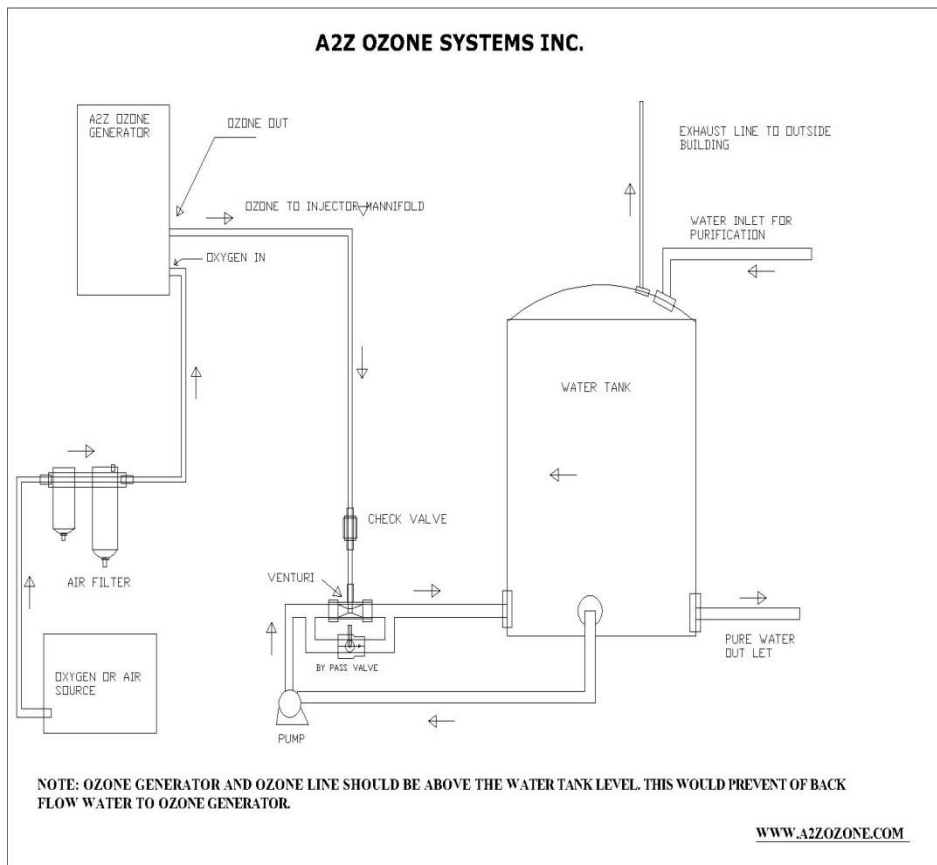 A2Z OZONE SYSTEMS INC.
A2Z OZONE
GENERATOR
OZONE OUT
OZONE TO INJECTOR MANNIFOLD
OXYGEN IN
EXHAUST LINE TO OUTSIDE
BUILDING
WATER INLET FOR
PURIFICATION
WATER TANK
CHECK VALVE
VENTURI
AIR FILTER
BY PASS VALVE
PURE WATER
OUT LET
OXYGEN OR AIR
SOURCE
PUMP
NOTE: OZONE GENERATOR AND OZONE LINE SHOULD BE ABOVE THE WATER TANK LEVEL. THIS WOULD PREVENT OF BACK
FLOW WATER TO OZONE GENERATOR.
WWW.A2ZOZONE.COM